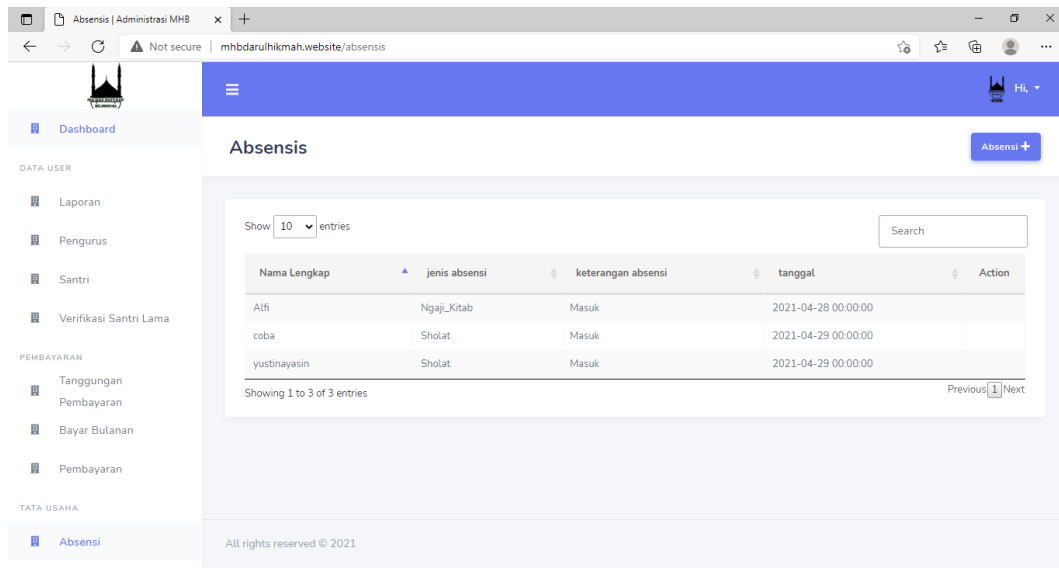 Absensis | Administrasi MHB
Not secure | mhbdarulhikmah.website/absensis
Hi,
Dashboard
DATA USER
Laporan
Pengurus
Santri
Verifikasi Santri Lama
PEMBAYARAN
Tanggungan
Pembayaran
Bayar Bulanan
Pembayaran
TATA USAHA
Absensi
Absensis
Absensi +
Show 10 entries
Search
Nama Lengkap jenis absensi keterangan absensi tanggal Action
Alfi Ngaji_Kitab Masuk 2021-04-28 00:00:00
coba Sholat Masuk 2021-04-29 00:00:00
yustinayasin Sholat Masuk 2021-04-29 00:00:00
Showing 1 to 3 of 3 entries
Previous 1 Next
All rights reserved © 2021